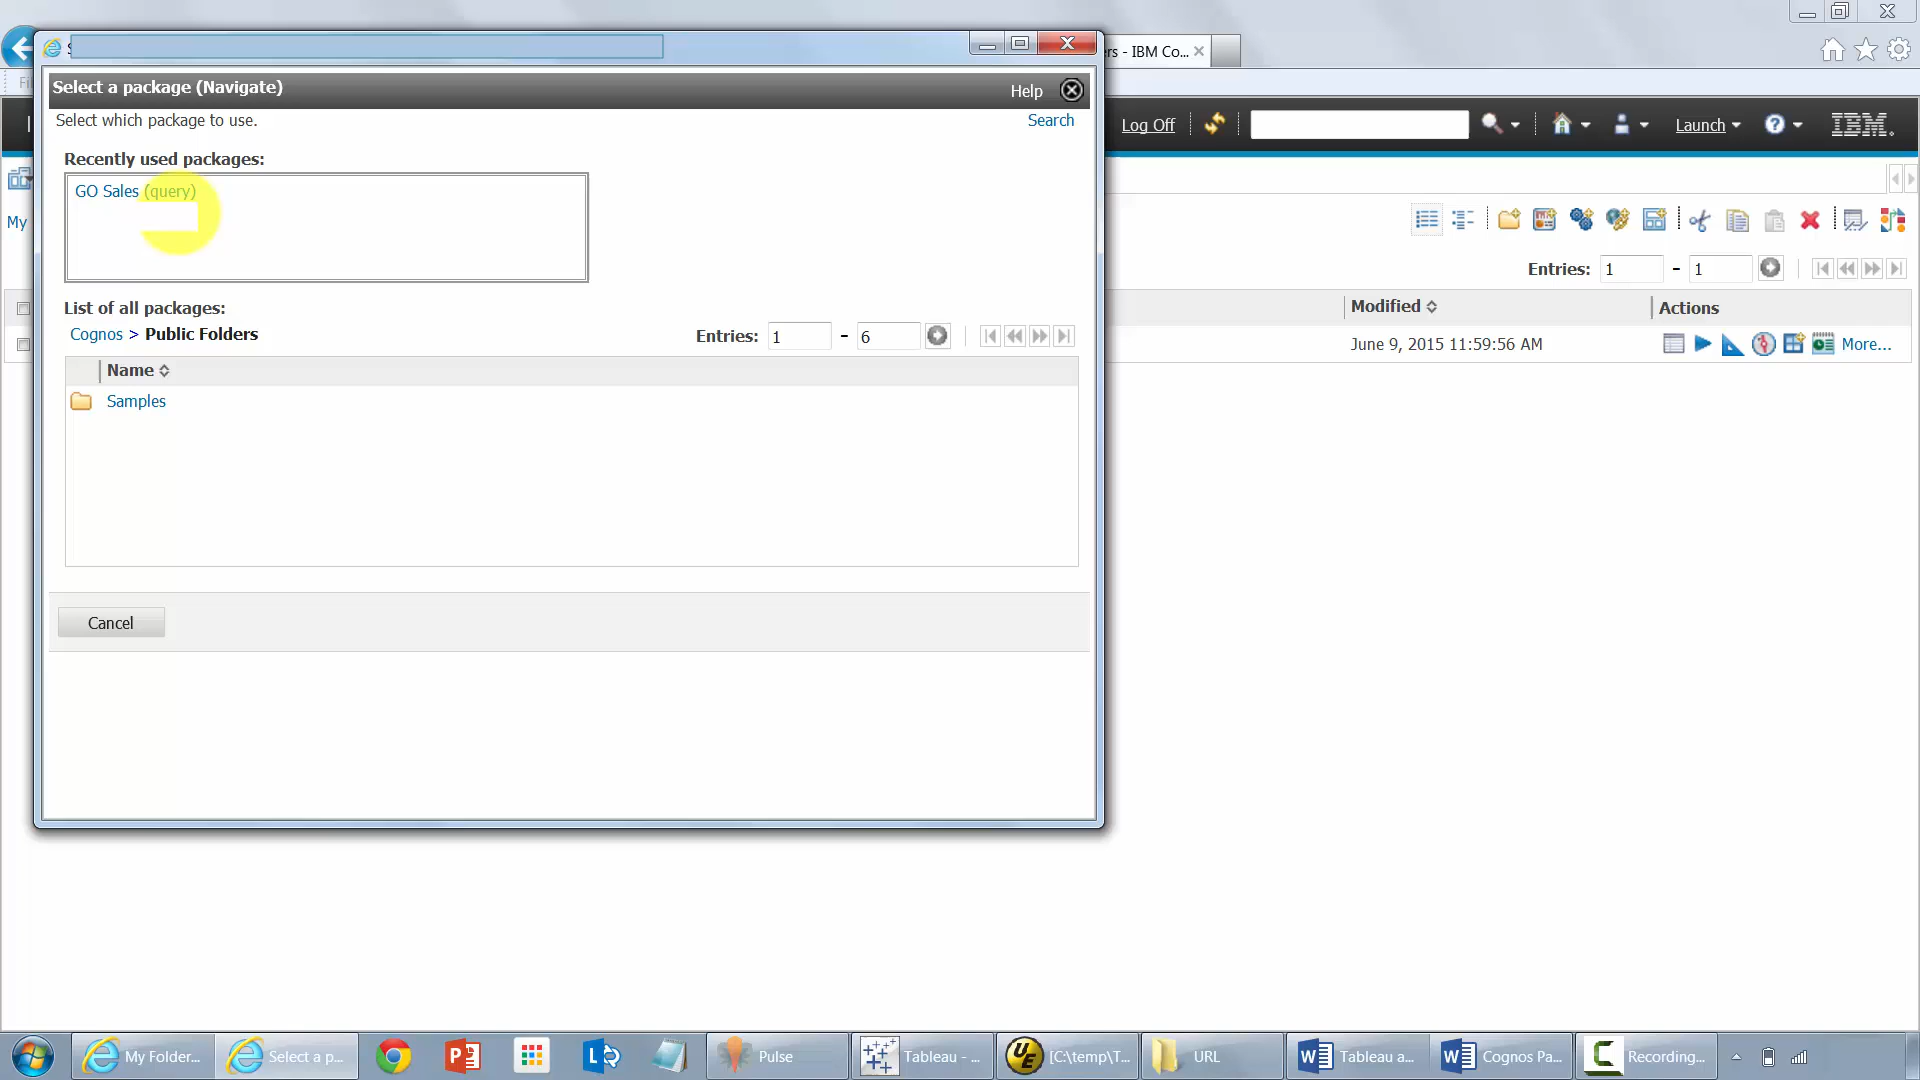 rs - IBM Co...
Select a package (Navigate)
Help
Select which package to use.
Search
Log Off
Launch
IBM.
Recently used packages:
GO Sales (query)
My
Entries: 1 - 1
List of all packages:
Cognos > Public Folders
Entries: 1 - 6
Modified
Actions
Name
June 9, 2015 11:59:56 AM
More...
Samples
Cancel
My Folder...
Select a p...
Pulse
Tableau - ...
[C:\temp\T...
URL
Tableau a...
Cognos Pa...
Recording...